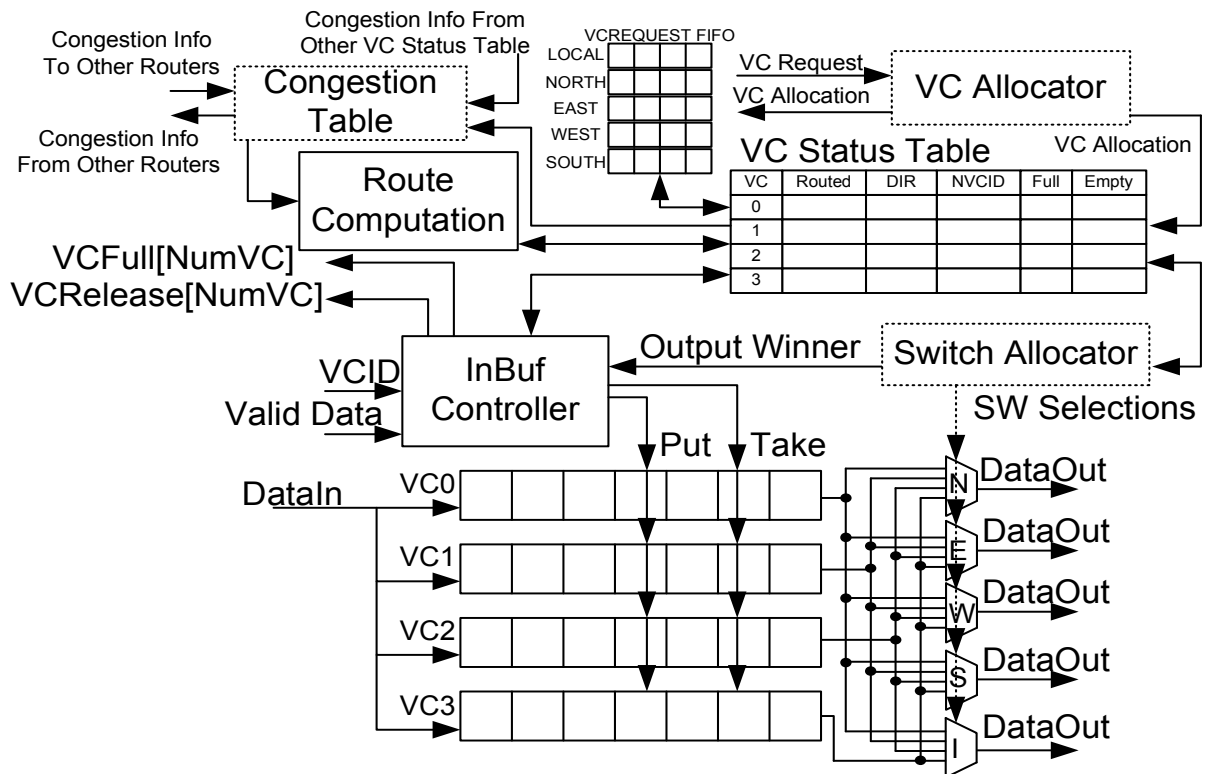 Congestion Info
To Other Routers
Congestion Info From
Other VC Status Table
Congestion
Table
Congestion Info
From Other Routers
Route
Computation
VCREQUEST FIFO
LOCAL
NORTH
EAST
WEST
SOUTH
VC Request
VC Allocation
VC Allocator
VC Allocation
VC Status Table
VC Routed DIR NVCID Full Empty
0
1
2
3
VCFull[NumVC]
VCRelease[NumVC]
VCID
Valid Data
InBuf
Controller
Output Winner
Switch Allocator
SW Selections
Put Take
DataIn
VC0
VC1
VC2
VC3
N DataOut
E DataOut
W DataOut
S DataOut
I DataOut